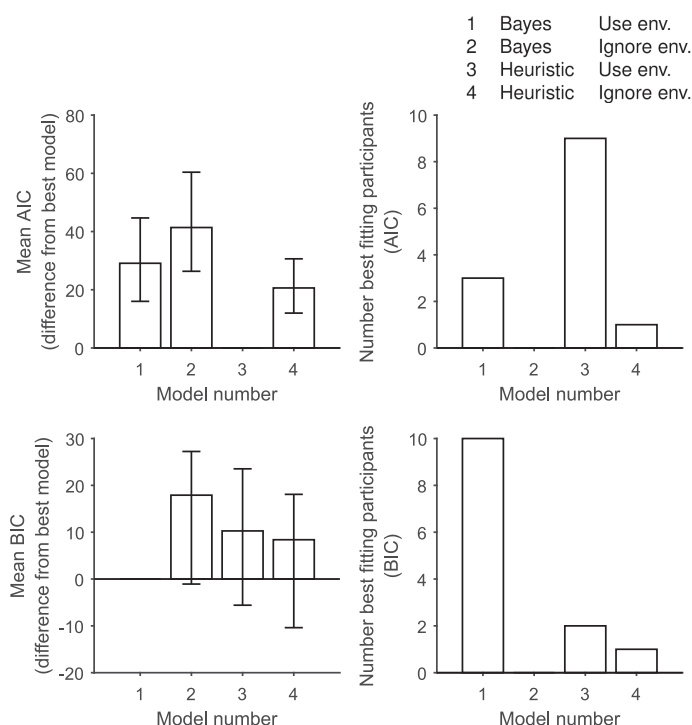 1 Bayes Use env.
2 Bayes Ignore env.
3 Heuristic Use env.
4 Heuristic Ignore env.
Mean AIC
(difference from best model)
80
60
40
20
0
1 2 3 4
Model number
Number best fitting participants
(AIC)
10
8
6
4
2
0
1 2 3 4
Model number
Mean BIC
(difference from best model)
30
20
10
0
-10
-20
1 2 3 4
Model number
Number best fitting participants
(BIC)
10
8
6
4
2
0
1 2 3 4
Model number